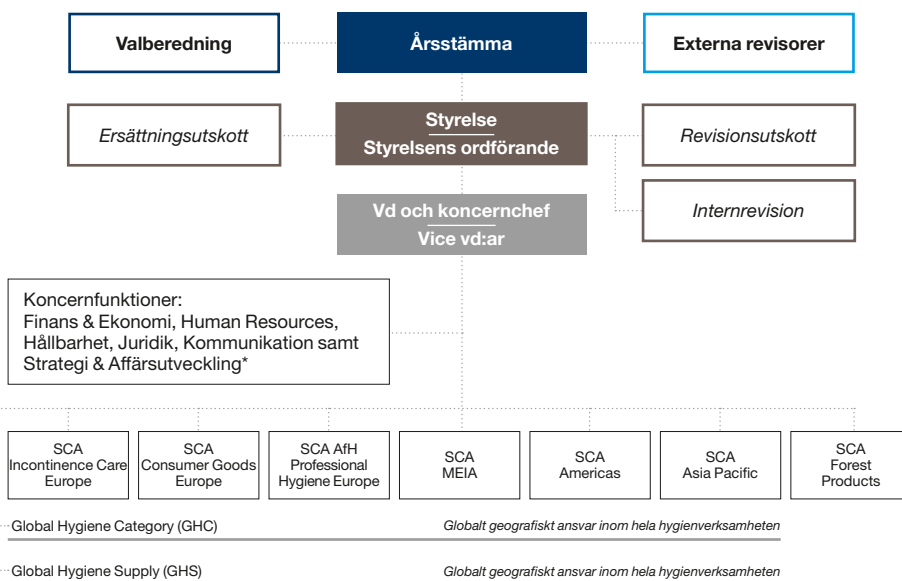 Valberedning
Årsstämma
Externa revisorer
Ersättningsutskott
Styrelse
Styrelsens ordförande
Revisionsutskott
Vd och koncernchef
Vice vd:ar
Internrevision
Koncernfunktioner:
Finans & Ekonomi, Human Resources,
Hållbarhet, Juridik, Kommunikation samt
Strategi & Affärsutveckling*
SCA
Incontinence Care
Europe
SCA
Consumer Goods
Europe
SCA AfH
Professional
Hygiene Europe
SCA
MEIA
SCA
Americas
SCA
Asia Pacific
SCA
Forest
Products
Global Hygiene Category (GHC)
Globalt geografiskt ansvar inom hela hygienverksamheten
Global Hygiene Supply (GHS)
Globalt geografiskt ansvar inom hela hygienverksamheten